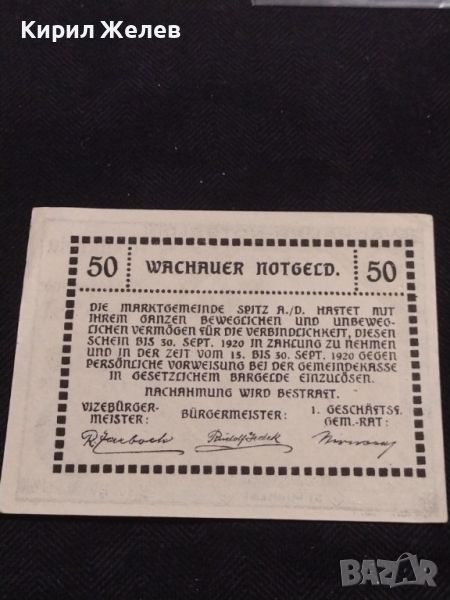 Кирил Желев
50 WACHAUER NOTGELD. 50
DIE MARKTGEMEINDE SPITZ A./D. HAFTET MIT
IHREM GANZEN BEWEGLICHEN UND UNBEWEG-
LICHEN VERMÖGEN FÜR DIE VERBINDLICHKEIT, DIESEN
SCHEIN BIS 30. SEPT. 1920 IN ZAHLUNG ZU NEHMEN
UND IN DER ZEIT VOM 15. BIS 30. SEPT. 1920 GEGEN
PERSÖNLICHE VORWEISUNG BEI DER GEMEINDEKASSE
IN GESETZLICHEM BARGELDE EINZULÖSEN.
NACHAHMUNG WIRD BESTRAFT.
VIZEBÜRGER-
MEISTER:
BÜRGERMEISTER:
1. GESCHÄFTSF.
GEM.-RAT:
BAZAR